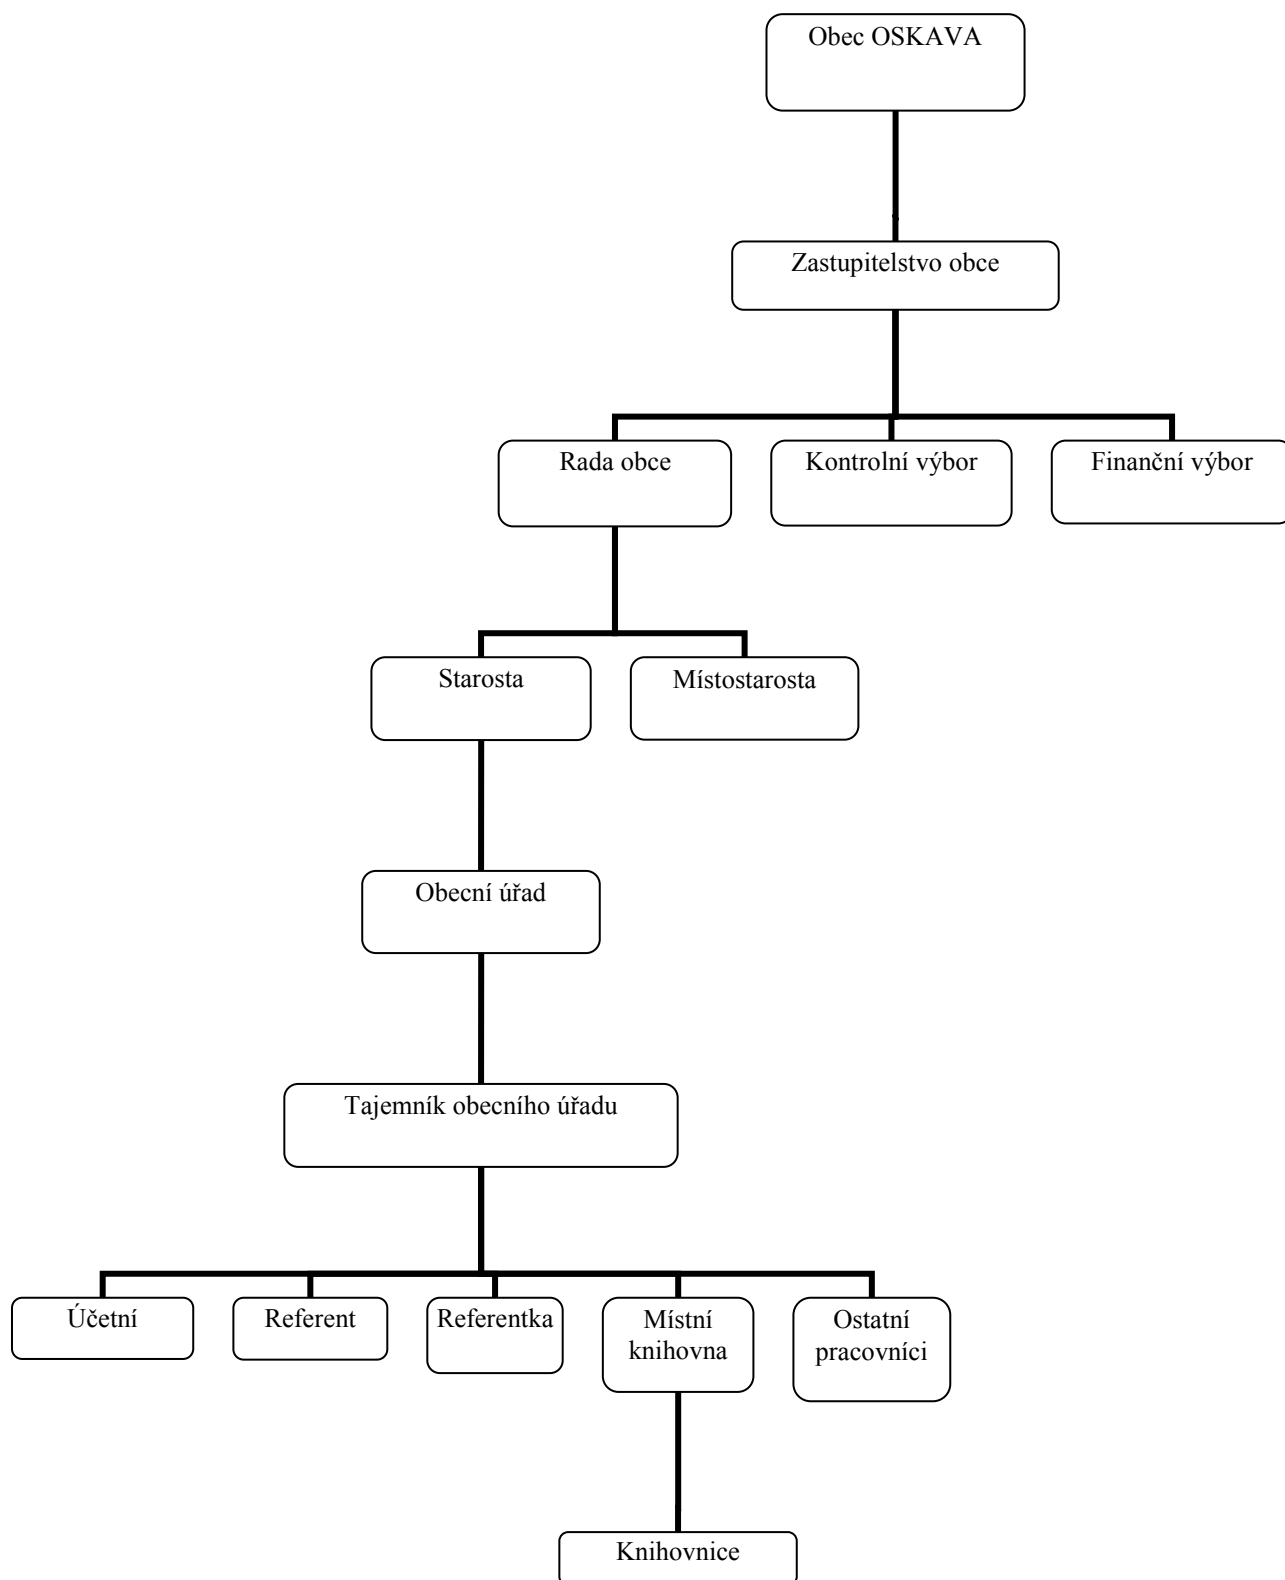 Obec OSKAVA
Zastupitelstvo obce
Rada obce
Kontrolní výbor
Finanční výbor
Starosta
Místostarosta
Obecní úřad
Tajemník obecního úřadu
Účetní
Referent
Referentka
Místní
knihovna
Ostatní
pracovníci
Knihovnice